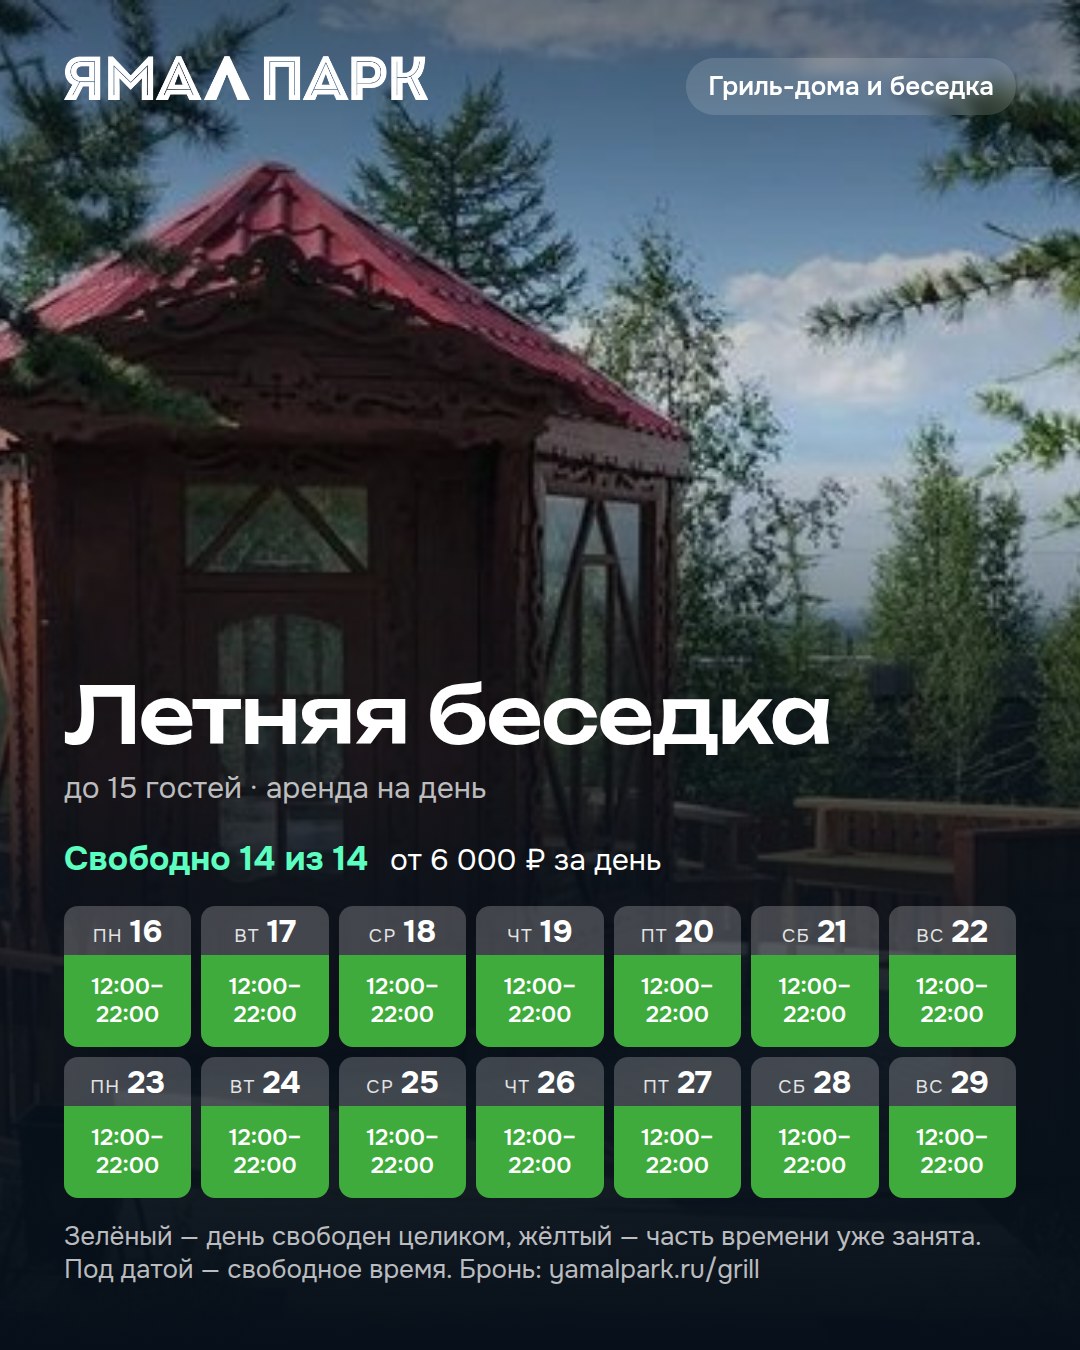 ЯМАЛ ПАРК
Гриль-дома и беседка
Летняя беседка
до 15 гостей · аренда на день
Свободно 14 из 14 от 6 000 ₽ за день
ПН 16 ВТ 17 СР 18 ЧТ 19 ПТ 20 СБ 21 ВС 22
12:00– 12:00– 12:00– 12:00– 12:00– 12:00– 12:00–
22:00 22:00 22:00 22:00 22:00 22:00 22:00
ПН 23 ВТ 24 СР 25 ЧТ 26 ПТ 27 СБ 28 ВС 29
12:00– 12:00– 12:00– 12:00– 12:00– 12:00– 12:00–
22:00 22:00 22:00 22:00 22:00 22:00 22:00
Зелёный — день свободен целиком, жёлтый — часть времени уже занята.
Под датой — свободное время. Бронь: yamalpark.ru/grill